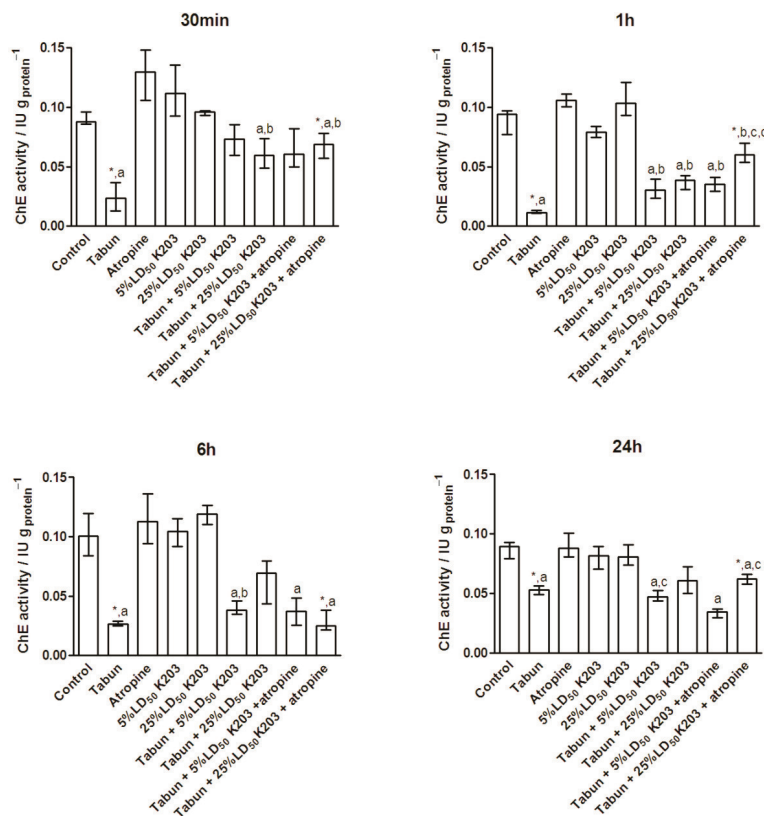 30min
ChE activity / IU g protein⁻¹
0.15
0.10
0.05
0.00
*,a
a,b
*,a,b
Control
Tabun
Atropine
5%LD₅₀ K203
25%LD₅₀ K203
Tabun + 5%LD₅₀ K203
Tabun + 25%LD₅₀ K203
Tabun + 5%LD₅₀ K203 +atropine
Tabun + 25%LD₅₀K203 + atropine
1h
ChE activity / IU g protein⁻¹
0.15
0.10
0.05
0.00
*,a
a,b
a,b
a,b
Control
Tabun
Atropine
5%LD₅₀ K203
25%LD₅₀ K203
Tabun + 5%LD₅₀ K203
Tabun + 25%LD₅₀ K203
Tabun + 5%LD₅₀ K203 +atropine
Tabun + 25%LD₅₀K203 + atropine
6h
ChE activity / IU g protein⁻¹
0.15
0.10
0.05
0.00
*,a
a,b
a
*,a
Control
Tabun
Atropine
5%LD₅₀ K203
25%LD₅₀ K203
Tabun + 5%LD₅₀ K203
Tabun + 25%LD₅₀ K203
Tabun + 5%LD₅₀ K203 +atropine
Tabun + 25%LD₅₀K203 + atropine
24h
ChE activity / IU g protein⁻¹
0.15
0.10
0.05
0.00
*,a
a,c
a
*,a,c
Control
Tabun
Atropine
5%LD₅₀ K203
25%LD₅₀ K203
Tabun + 5%LD₅₀ K203
Tabun + 25%LD₅₀ K203
Tabun + 5%LD₅₀ K203 +atropine
Tabun + 25%LD₅₀K203 + atropine